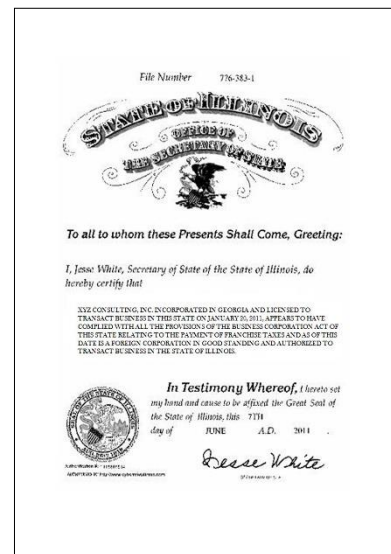 File Number 776-383-1
STATE OF ILLINOIS
OFFICE OF
THE SECRETARY OF STATE
To all to whom these Presents Shall Come, Greeting:
I, Jesse White, Secretary of State of the State of Illinois, do
hereby certify that
XYZ CONSULTING, INC. INCORPORATED IN GEORGIA AND LICENSED TO
TRANSACT BUSINESS IN THIS STATE ON JANUARY 20, 2011, APPEARS TO HAVE
COMPLIED WITH ALL THE PROVISIONS OF THE BUSINESS CORPORATION ACT OF
THIS STATE RELATING TO THE PAYMENT OF FRANCHISE TAXES AND AS OF THIS
DATE IS A FOREIGN CORPORATION IN GOOD STANDING AND AUTHORIZED TO
TRANSACT BUSINESS IN THE STATE OF ILLINOIS.
In Testimony Whereof, I hereto set
my hand and cause to be affixed the Great Seal of
the State of Illinois, this 7TH
day of JUNE A.D. 2011 .
Jesse White